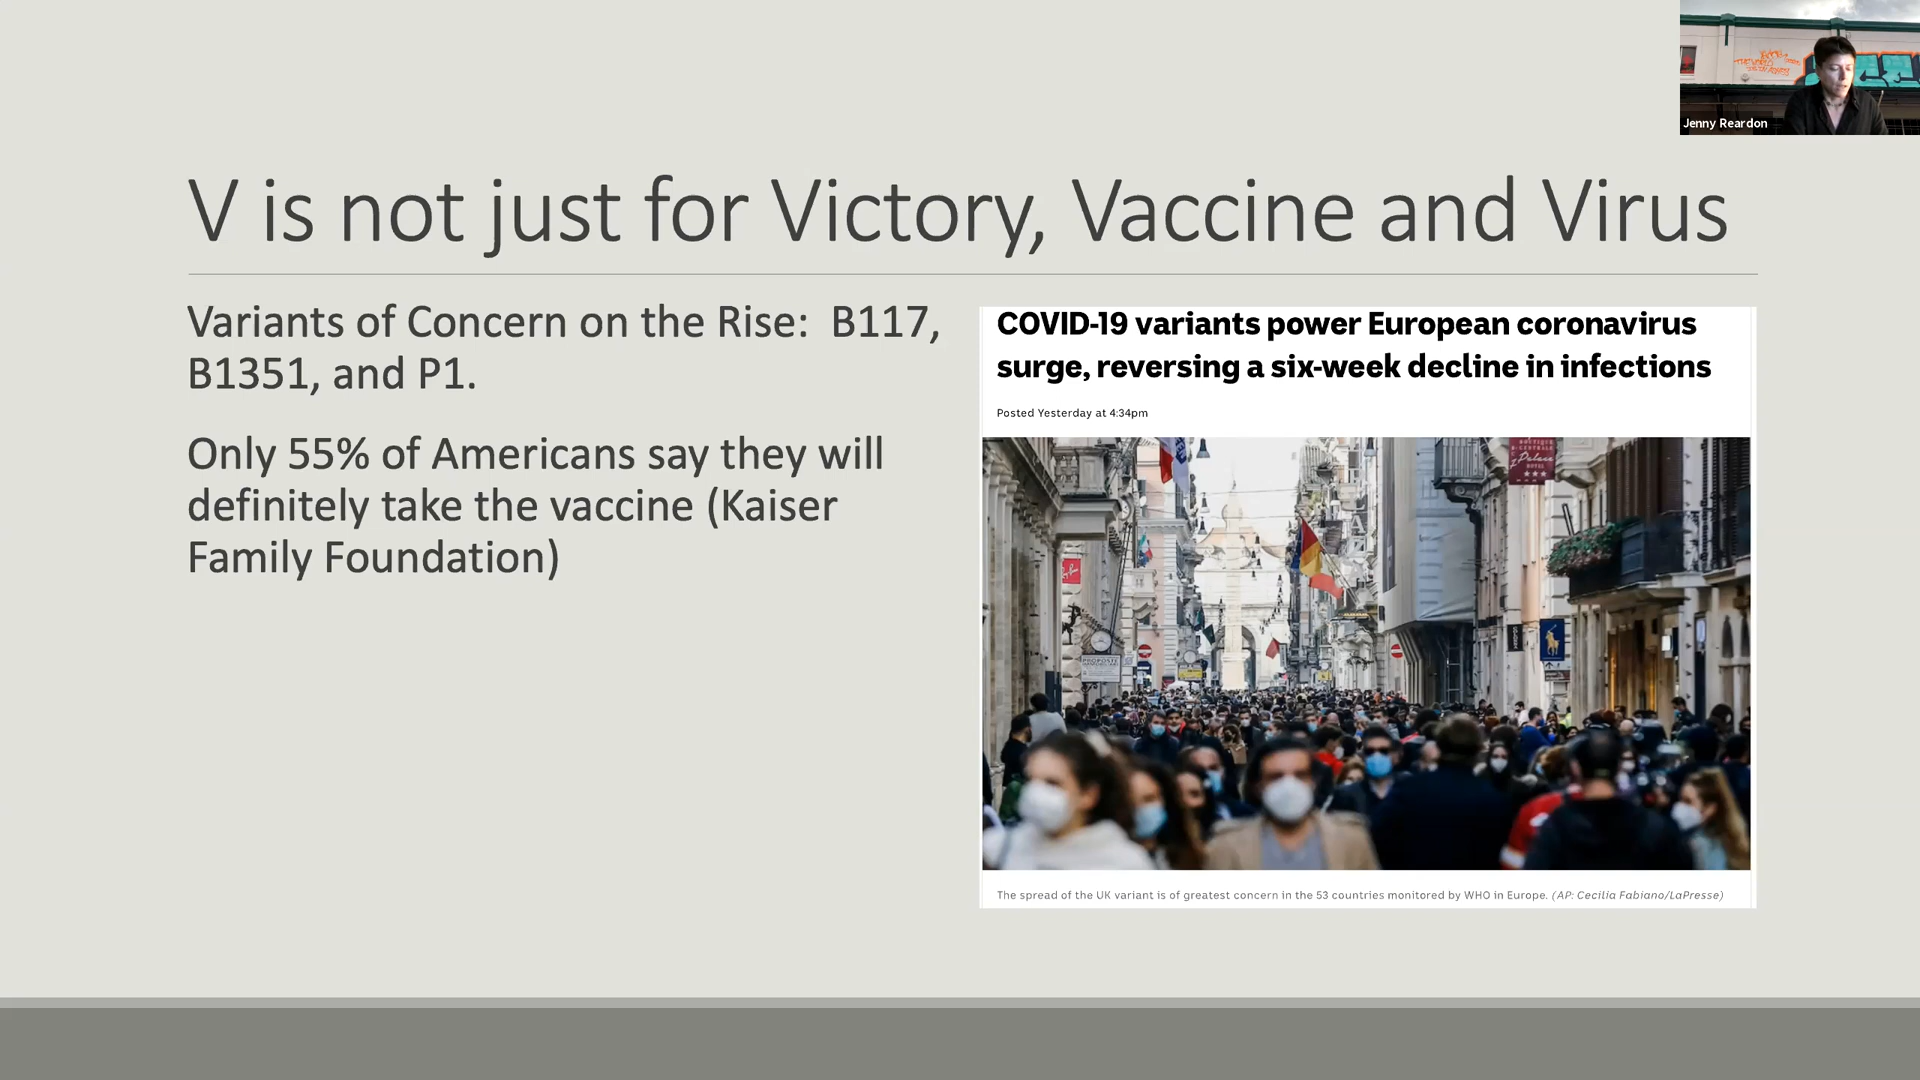 Jenny Reardon
V is not just for Victory, Vaccine and Virus
Variants of Concern on the Rise:  B117,
B1351, and P1.
Only 55% of Americans say they will
definitely take the vaccine (Kaiser
Family Foundation)
COVID-19 variants power European coronavirus
surge, reversing a six-week decline in infections
Posted Yesterday at 4:34pm
Palace
HOTEL
PROPOSTE
The spread of the UK variant is of greatest concern in the 53 countries monitored by WHO in Europe. (AP: Cecilia Fabiano/LaPresse)